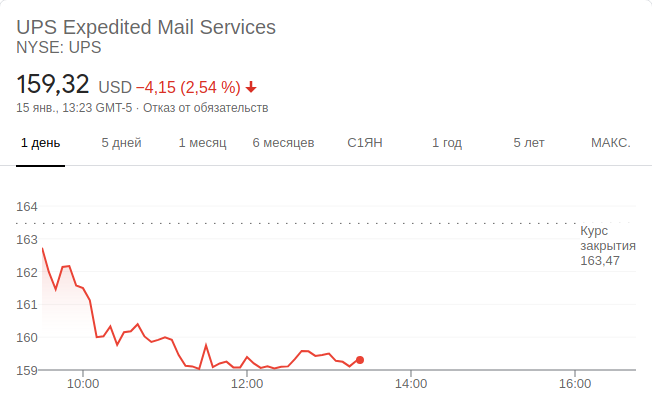 UPS Expedited Mail Services
NYSE: UPS
159,32 USD −4,15 (2,54 %)
15 янв., 13:23 GMT-5 · Отказ от обязательств
1 день 5 дней 1 месяц 6 месяцев С1ЯН 1 год 5 лет МАКС.
164
163
162
161
160
159
Курс
закрытия
163,47
10:00 12:00 14:00 16:00